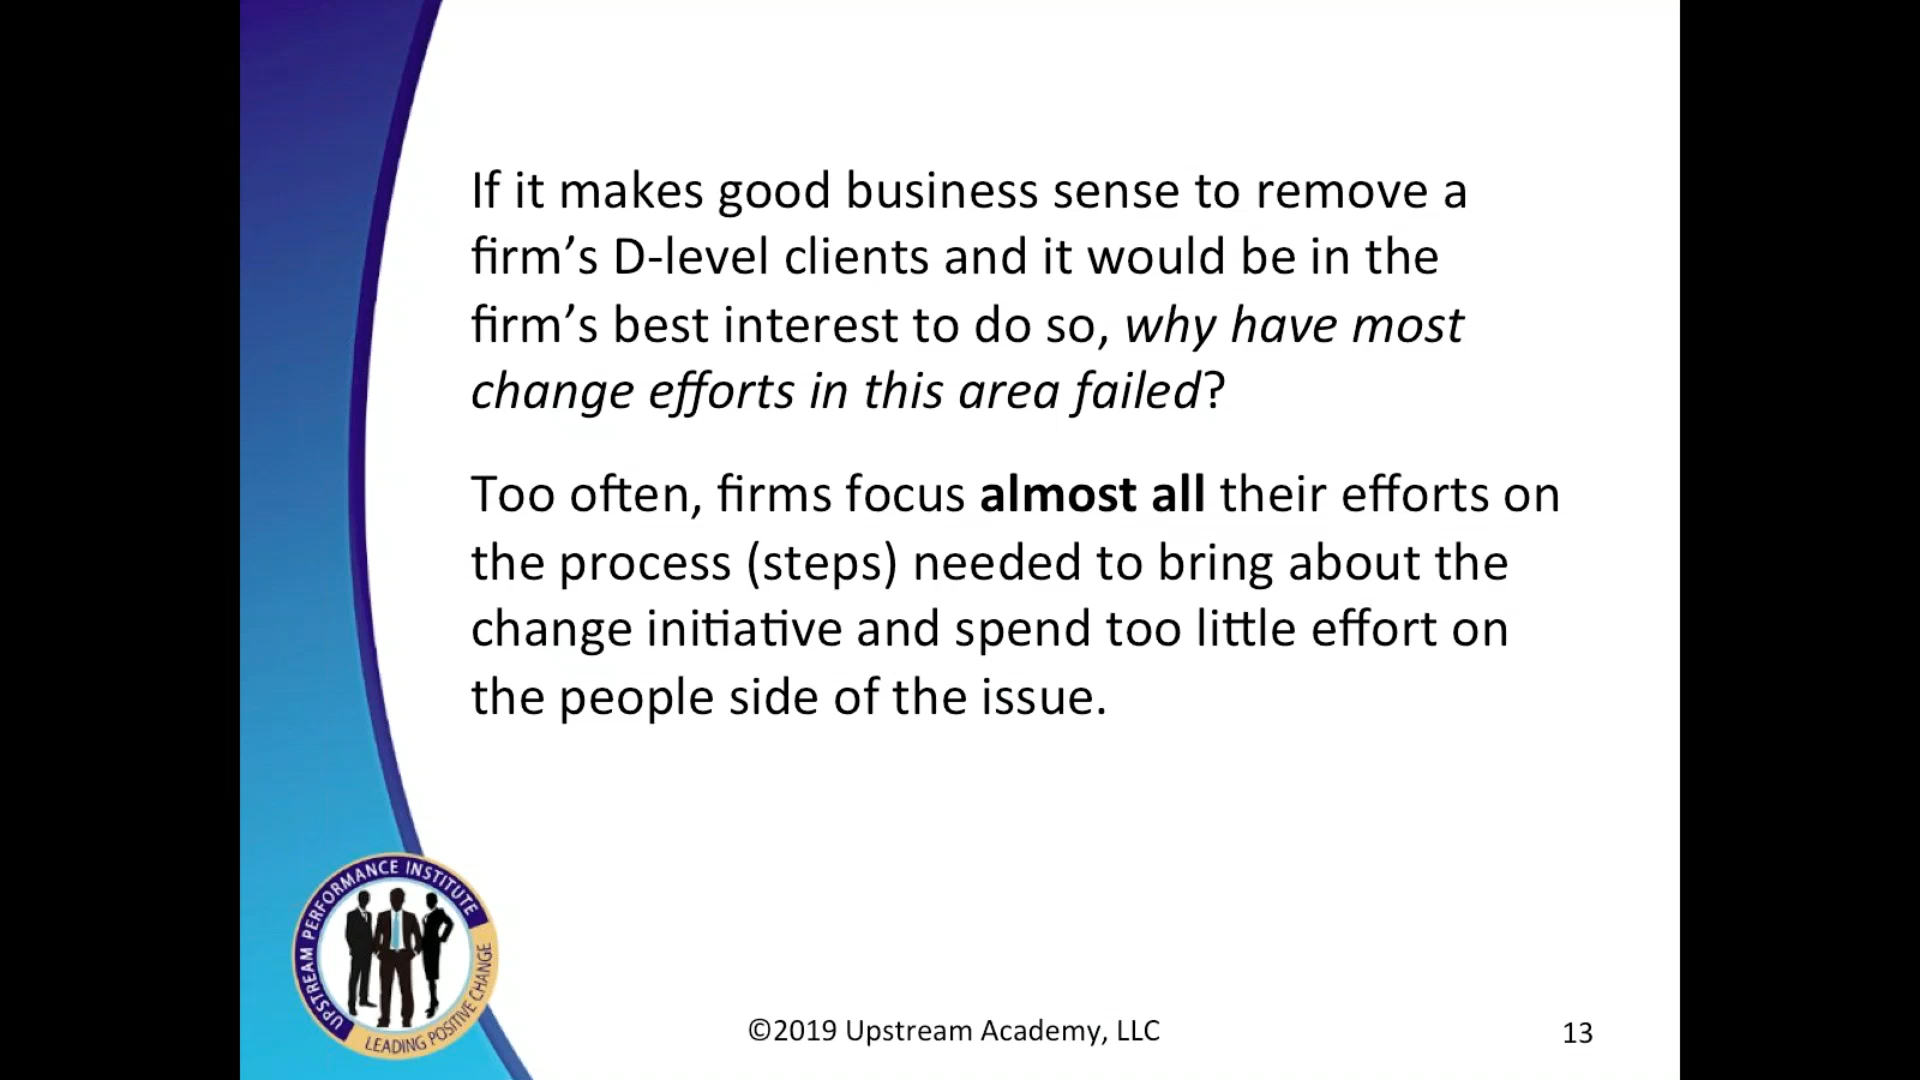 If it makes good business sense to remove a
firm’s D-level clients and it would be in the
firm’s best interest to do so, why have most
change efforts in this area failed?
Too often, firms focus almost all their efforts on
the process (steps) needed to bring about the
change initiative and spend too little effort on
the people side of the issue.
UPSTREAM PERFORMANCE INSTITUTE
LEADING POSITIVE CHANGE
©2019 Upstream Academy, LLC
13